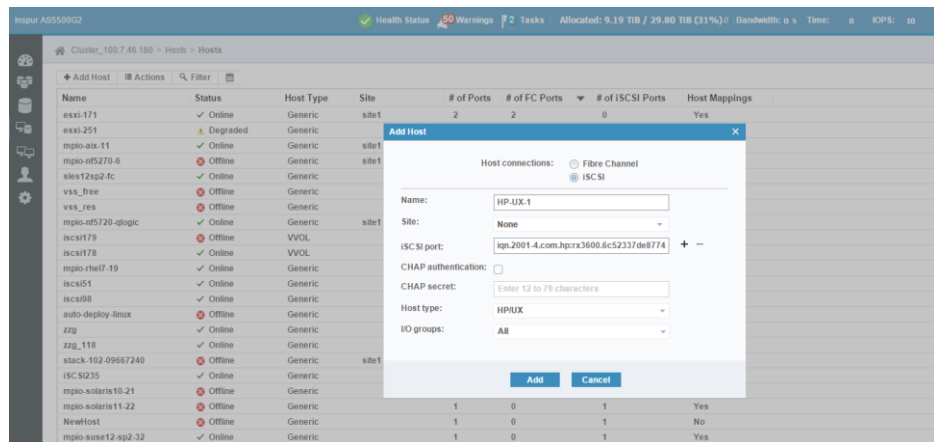 Inspur AS5500G2
Health Status 50 Warnings 2 Tasks Allocated: 9.19 TiB / 29.80 TiB (31%) Bandwidth: 0 s Time: 0 IOPS: 10
Cluster_100.7.46.160 > Hosts > Hosts
Add Host Actions Filter
Name Status Host Type Site # of Ports # of FC Ports # of iSCSI Ports Host Mappings
esxi-171 Online Generic site1 2 2 0 Yes
esxi-251 Degraded Generic
mpio-aix-11 Online Generic site1
mpio-nf5270-6 Offline Generic site1
sles12sp2-fc Online Generic
vss_free Offline Generic
vss_res Offline Generic
mpio-nf5720-qlogic Online Generic site1
iscsi179 Offline VVOL
iscsi178 Online VVOL
mpio-rhel7-19 Online Generic
iscsi51 Online Generic
iscsi98 Online Generic
auto-deploy-linux Offline Generic
zzg Online Generic
zzg_118 Online Generic
stack-102-09667240 Offline Generic site1
iSCSI235 Online Generic
mpio-solaris10-21 Offline Generic
mpio-solaris11-22 Offline Generic 1 0 1 Yes
NewHost Offline Generic 1 0 1 No
mpio-suse12-sp2-32 Online Generic 1 0 1 Yes
Add Host
Host connections: Fibre Channel
iSCSI
Name: HP-UX-1
Site: None
iSCSI port: iqn.2001-4.com.hp:rx3600.6c52337de8774
CHAP authentication:
CHAP secret: Enter 12 to 79 characters
Host type: HP/UX
I/O groups: All
Add Cancel